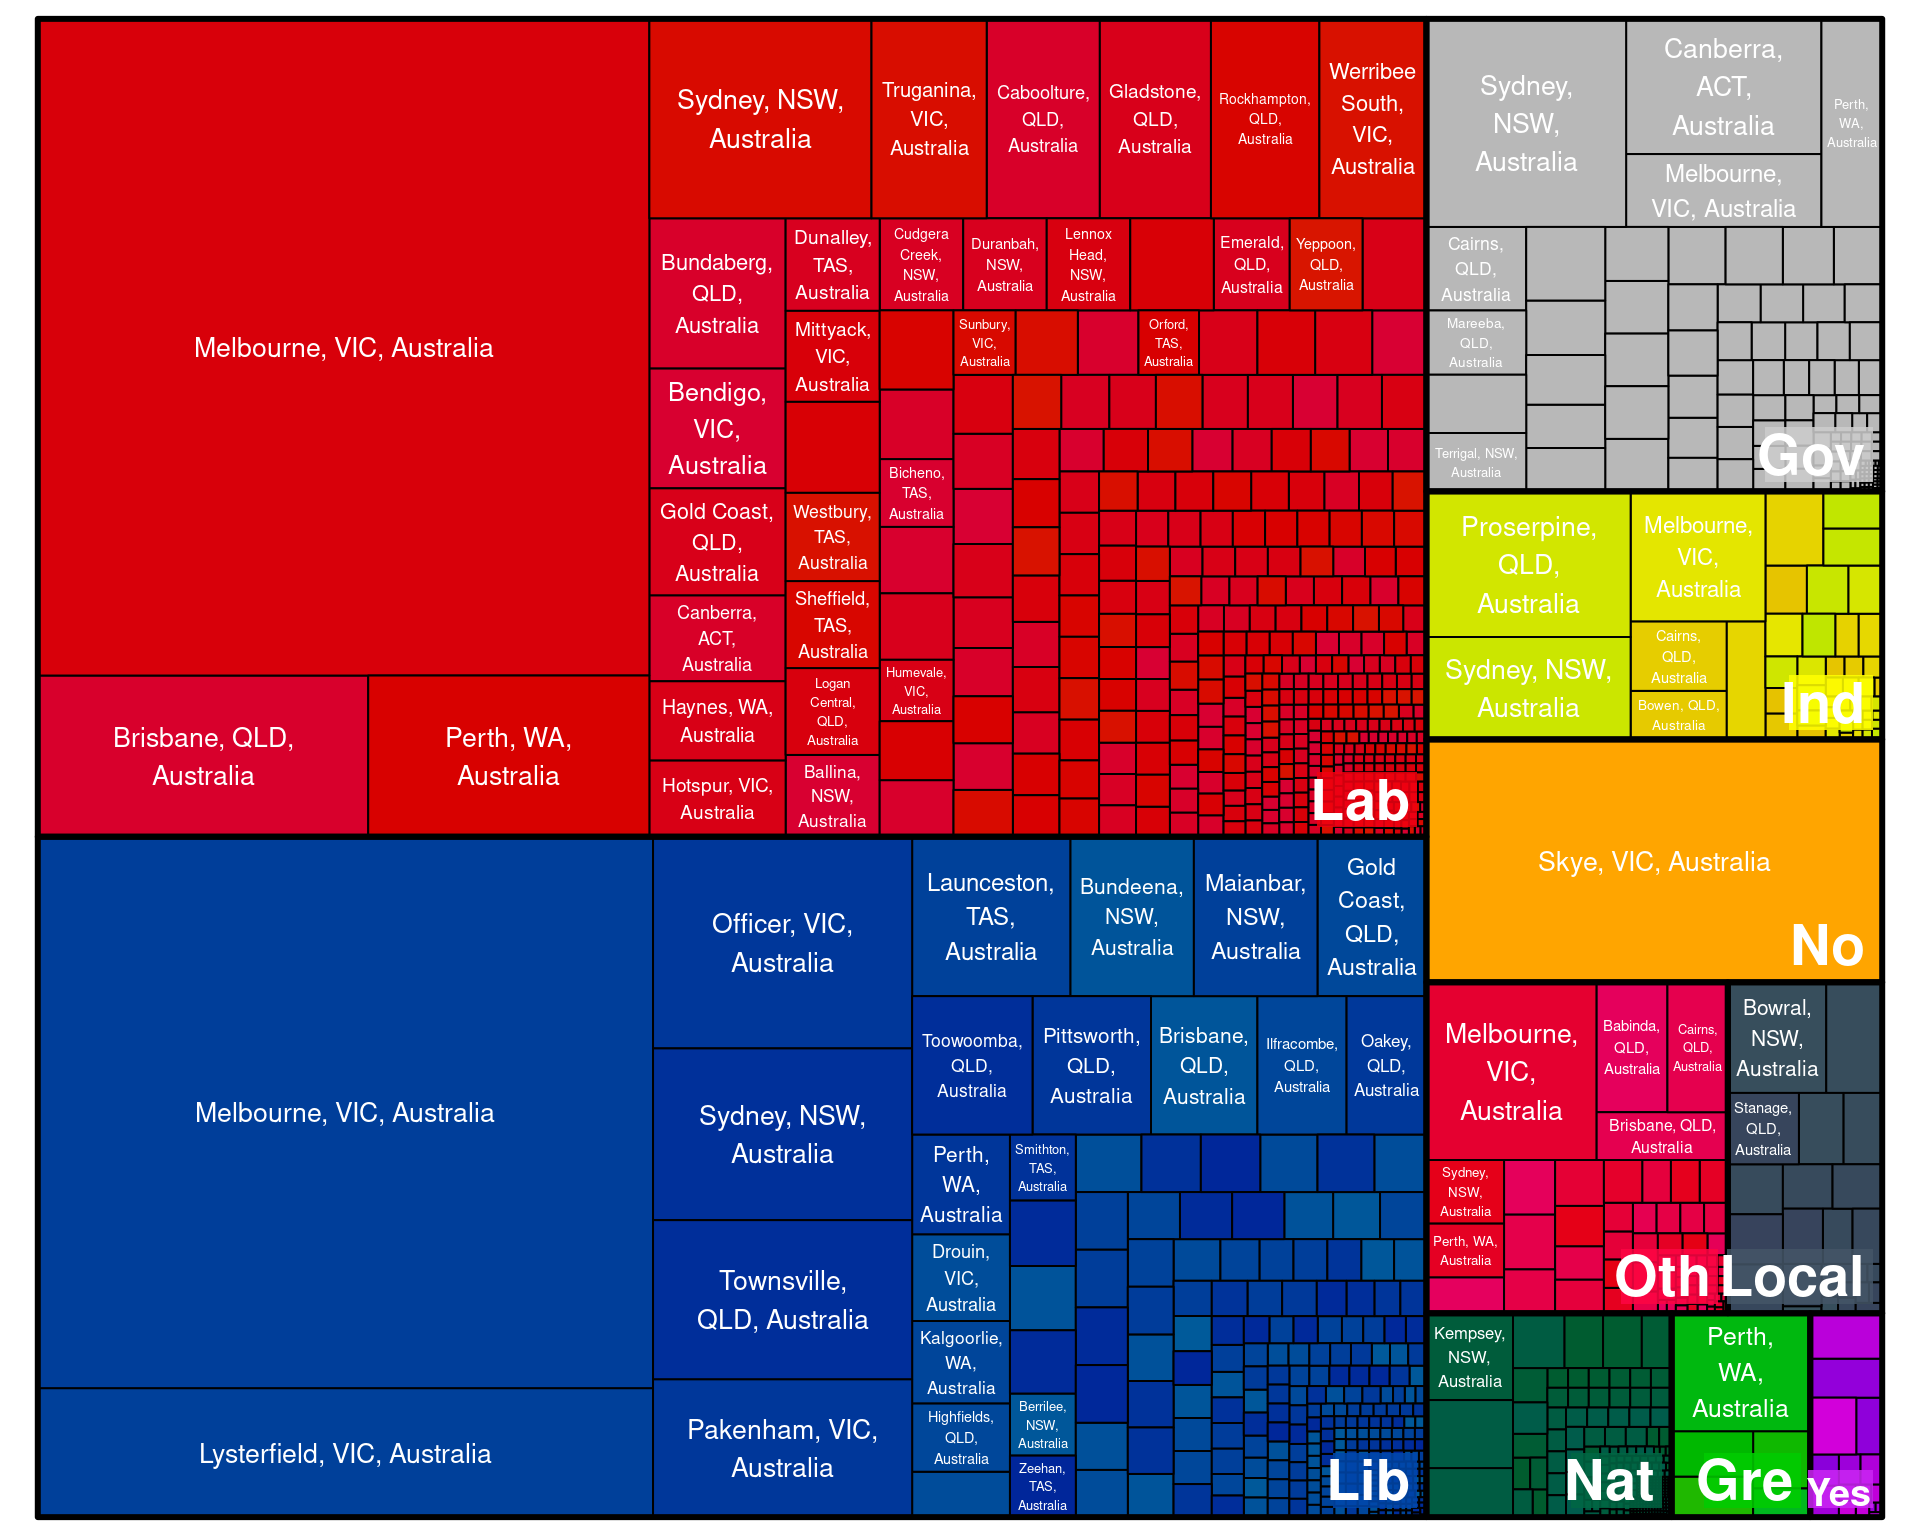 Melbourne, VIC, Australia
Brisbane, QLD,
Australia
Perth, WA,
Australia
Sydney, NSW,
Australia
Truganina,
VIC,
Australia
Caboolture,
QLD,
Australia
Gladstone,
QLD,
Australia
Rockhampton,
QLD,
Australia
Werribee
South,
VIC,
Australia
Bundaberg,
QLD,
Australia
Bendigo,
VIC,
Australia
Gold Coast,
QLD,
Australia
Canberra,
ACT,
Australia
Haynes, WA,
Australia
Hotspur, VIC,
Australia
Dunalley,
TAS,
Australia
Mittyack,
VIC,
Australia
Westbury,
TAS,
Australia
Sheffield,
TAS,
Australia
Logan
Central,
QLD,
Australia
Ballina,
NSW,
Australia
Cudgera
Creek,
NSW,
Australia
Duranbah,
NSW,
Australia
Lennox
Head,
NSW,
Australia
Emerald,
QLD,
Australia
Yeppoon,
QLD,
Australia
Sunbury,
VIC,
Australia
Orford,
TAS,
Australia
Bicheno,
TAS,
Australia
Humevale,
VIC,
Australia
Lab
Melbourne, VIC, Australia
Lysterfield, VIC, Australia
Officer, VIC,
Australia
Sydney, NSW,
Australia
Townsville,
QLD, Australia
Pakenham, VIC,
Australia
Launceston,
TAS,
Australia
Bundeena,
NSW,
Australia
Maianbar,
NSW,
Australia
Gold
Coast,
QLD,
Australia
Toowoomba,
QLD,
Australia
Pittsworth,
QLD,
Australia
Brisbane,
QLD,
Australia
Ilfracombe,
QLD,
Australia
Oakey,
QLD,
Australia
Perth,
WA,
Australia
Drouin,
VIC,
Australia
Kalgoorlie,
WA,
Australia
Highfields,
QLD,
Australia
Smithton,
TAS,
Australia
Berrilee,
NSW,
Australia
Zeehan,
TAS,
Australia
Lib
Sydney,
NSW,
Australia
Canberra,
ACT,
Australia
Melbourne,
VIC, Australia
Perth,
WA,
Australia
Cairns,
QLD,
Australia
Mareeba,
QLD,
Australia
Terrigal, NSW,
Australia
Gov
Proserpine,
QLD,
Australia
Sydney, NSW,
Australia
Melbourne,
VIC,
Australia
Cairns,
QLD,
Australia
Bowen, QLD,
Australia
Ind
Skye, VIC, Australia
No
Melbourne,
VIC,
Australia
Babinda,
QLD,
Australia
Cairns,
QLD,
Australia
Brisbane, QLD,
Australia
Sydney,
NSW,
Australia
Perth, WA,
Australia
Oth
Bowral,
NSW,
Australia
Stanage,
QLD,
Australia
Local
Kempsey,
NSW,
Australia
Nat
Perth,
WA,
Australia
Gre
Yes